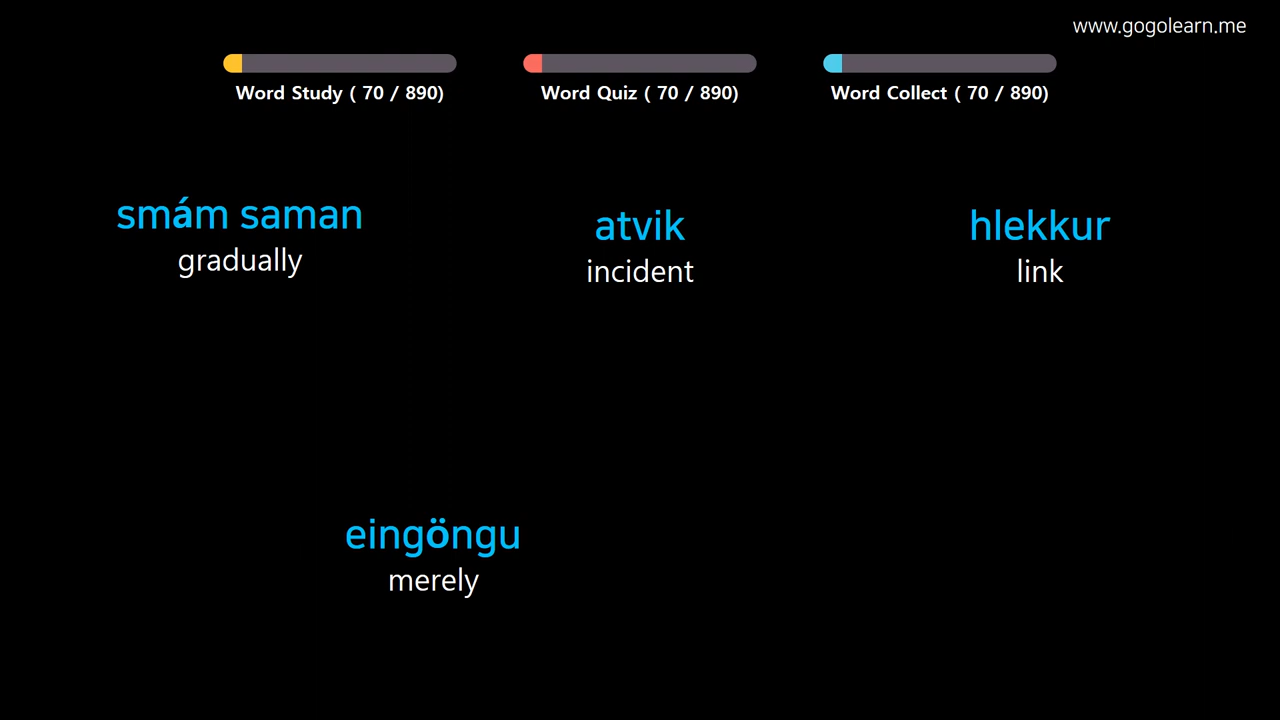 www.gogolearn.me
Word Study ( 70 / 890)
Word Quiz ( 70 / 890)
Word Collect ( 70 / 890)
smám saman
gradually
atvik
incident
hlekkur
link
eingöngu
merely